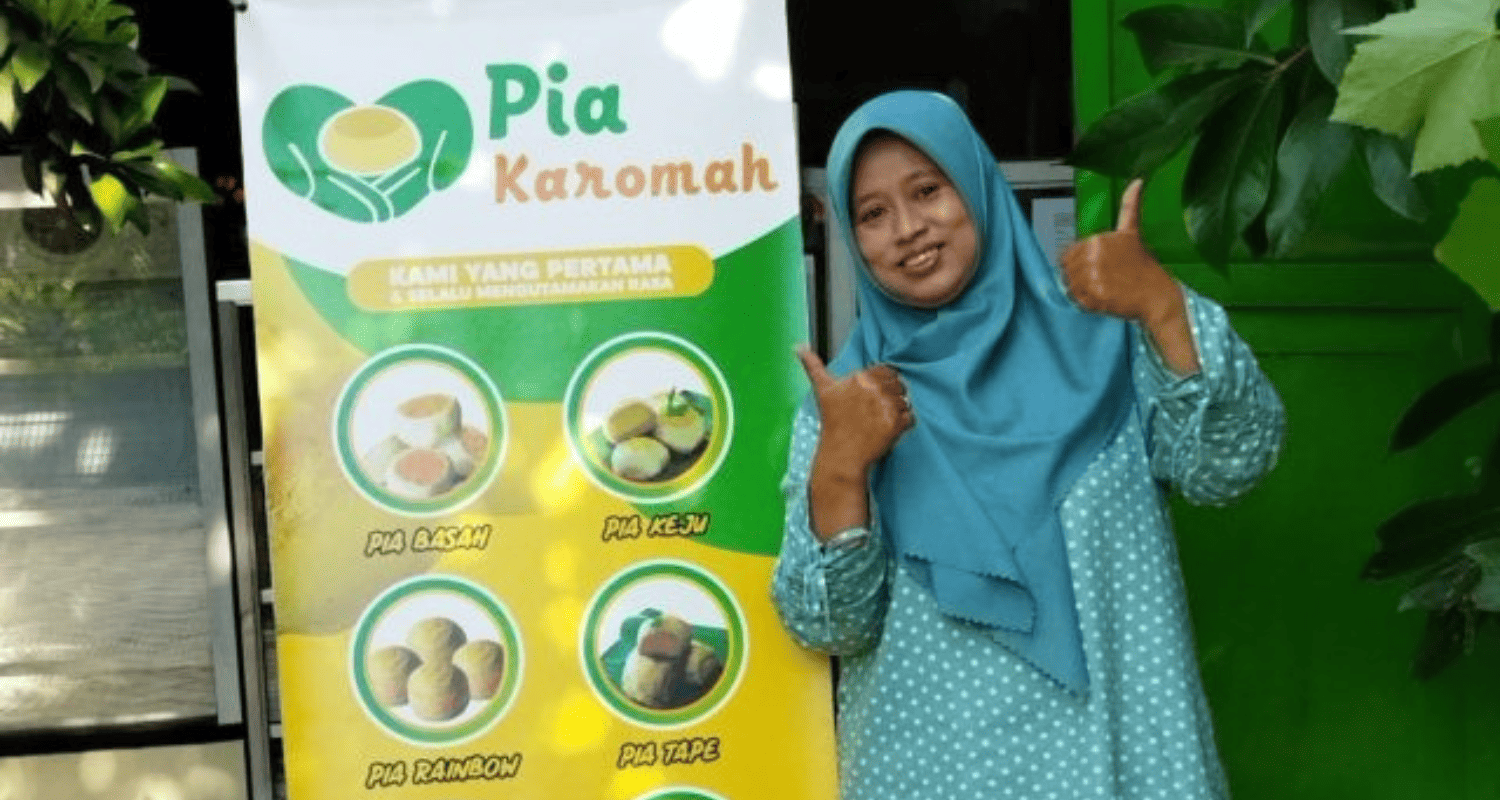 Pia
Karomah
KAMI YANG PERTAMA
& SELALU MENGUTAMAKAN RASA
PIA BASAH
PIA KEJU
PIA RAINBOW
PIA TAPE